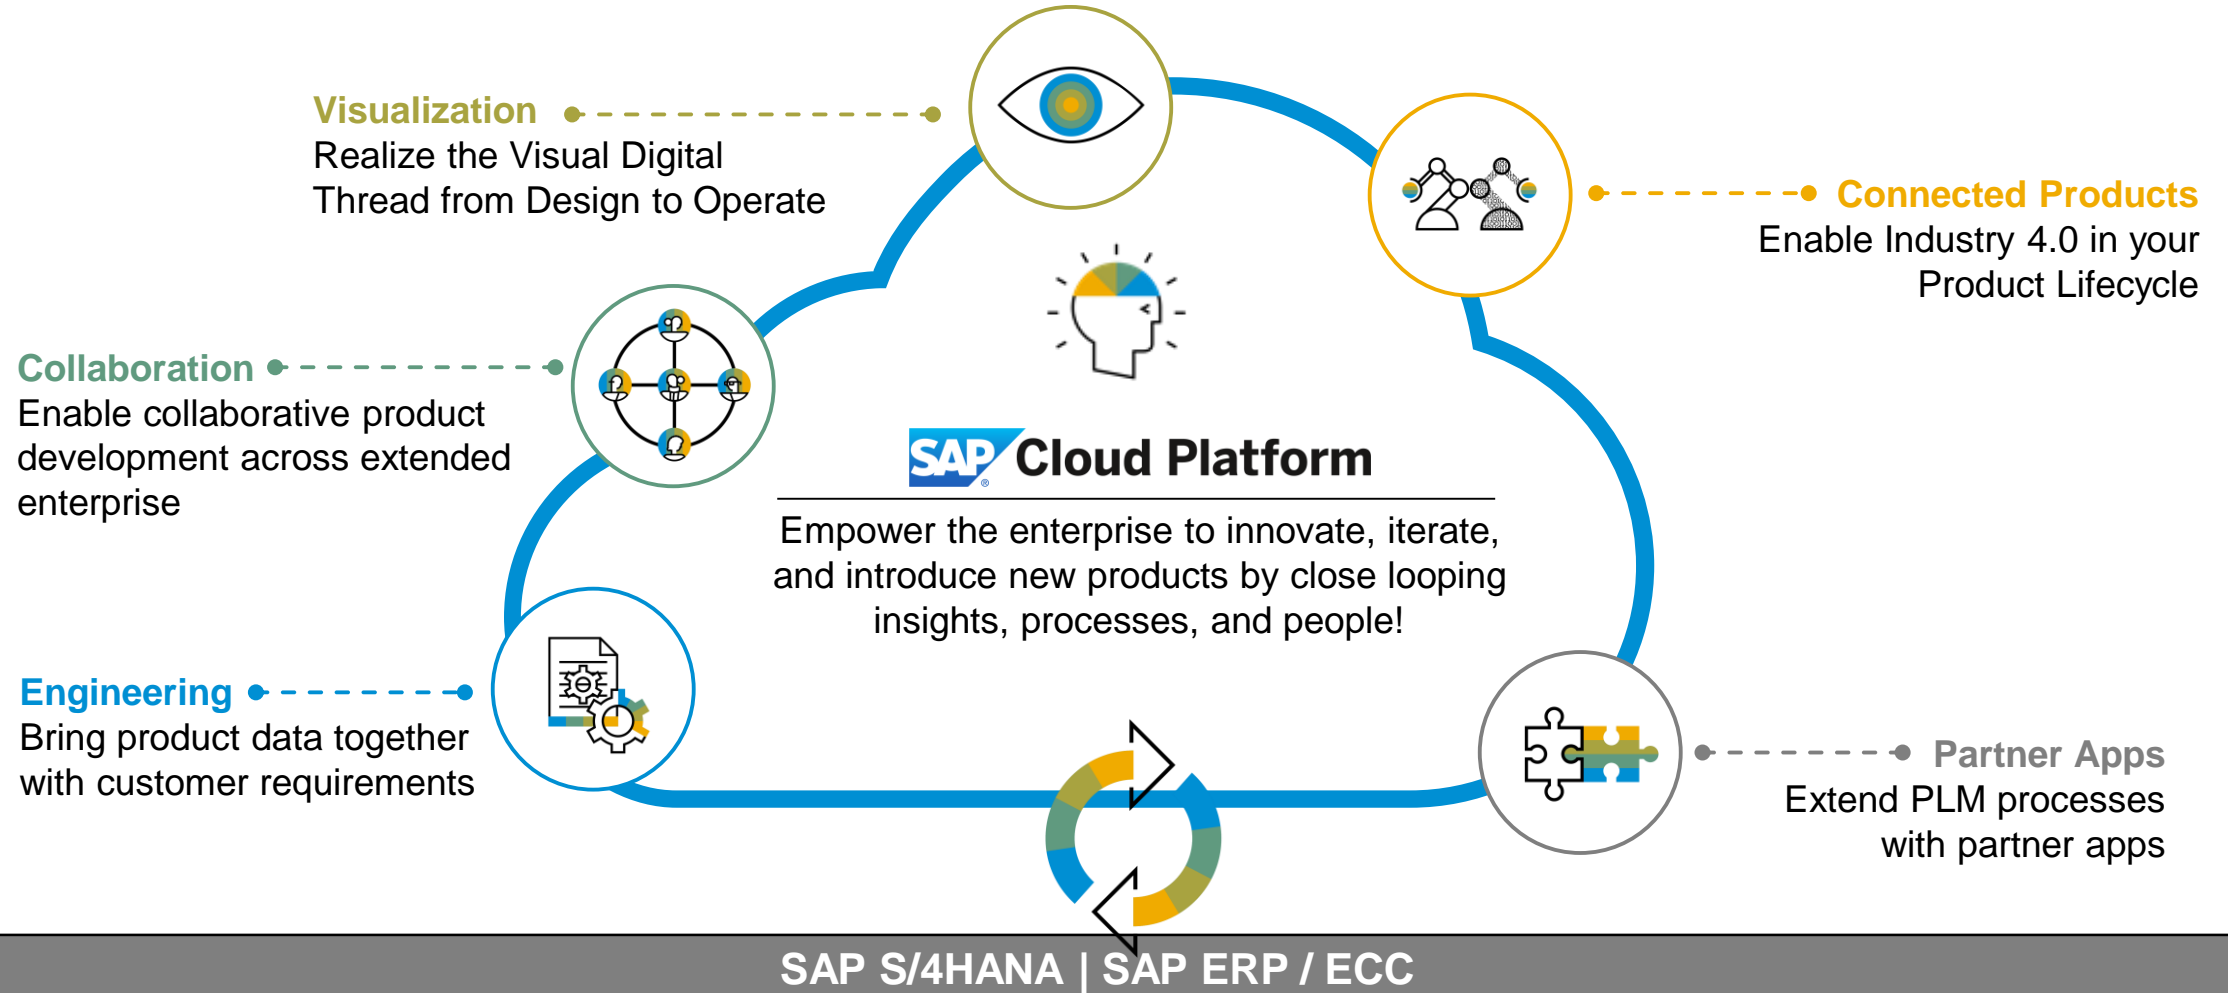 Visualization
Realize the Visual Digital
Thread from Design to Operate
Connected Products
Enable Industry 4.0 in your
Product Lifecycle
Collaboration
Enable collaborative product
development across extended
enterprise
SAP® Cloud Platform
Empower the enterprise to innovate, iterate,
and introduce new products by close looping
insights, processes, and people!
Engineering
Bring product data together
with customer requirements
Partner Apps
Extend PLM processes
with partner apps
SAP S/4HANA | SAP ERP / ECC